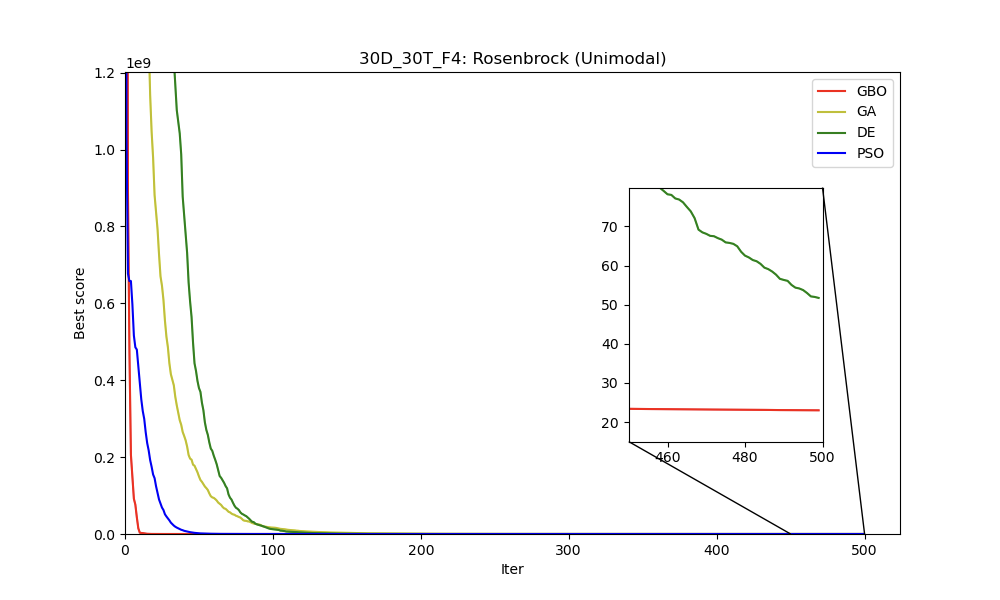 30D_30T_F4: Rosenbrock (Unimodal)
1e9
1.2
1.0
0.8
0.6
0.4
0.2
0.0
Best score
GBO
GA
DE
PSO
70
60
50
40
30
20
460 480 500
0 100 200 300 400 500
Iter